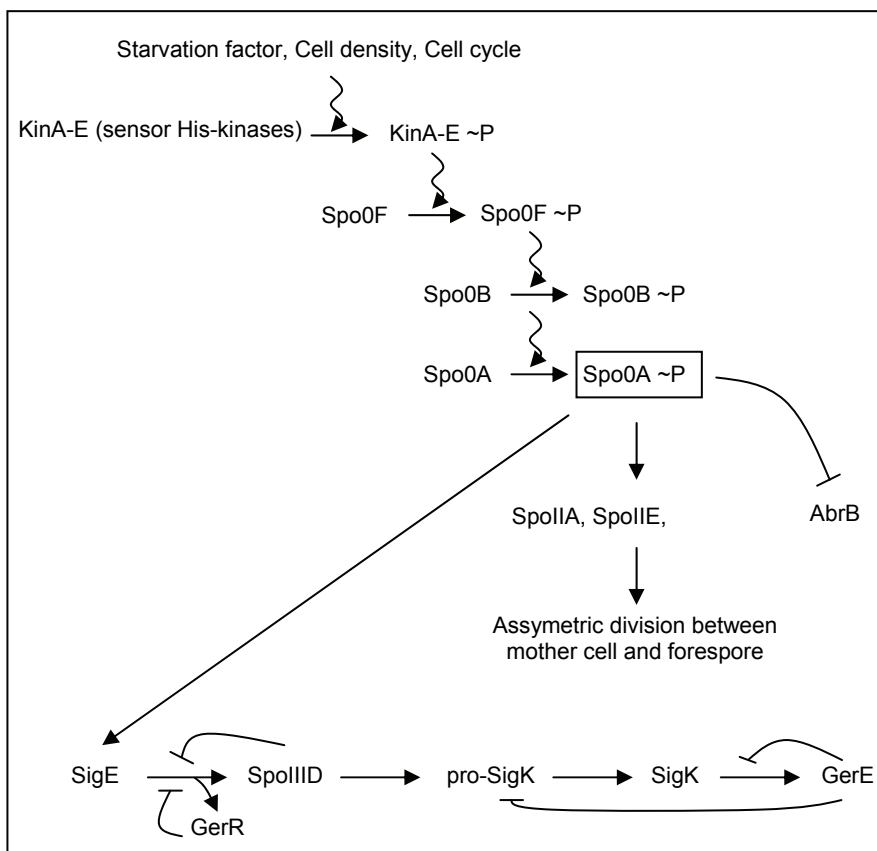 Starvation factor, Cell density, Cell cycle
KinA-E (sensor His-kinases) KinA-E ~P
Spo0F Spo0F ~P
Spo0B Spo0B ~P
Spo0A Spo0A ~P
SpoIIA, SpoIIE, AbrB
Assymetric division between
mother cell and forespore
SigE SpoIIID pro-SigK SigK GerE
GerR